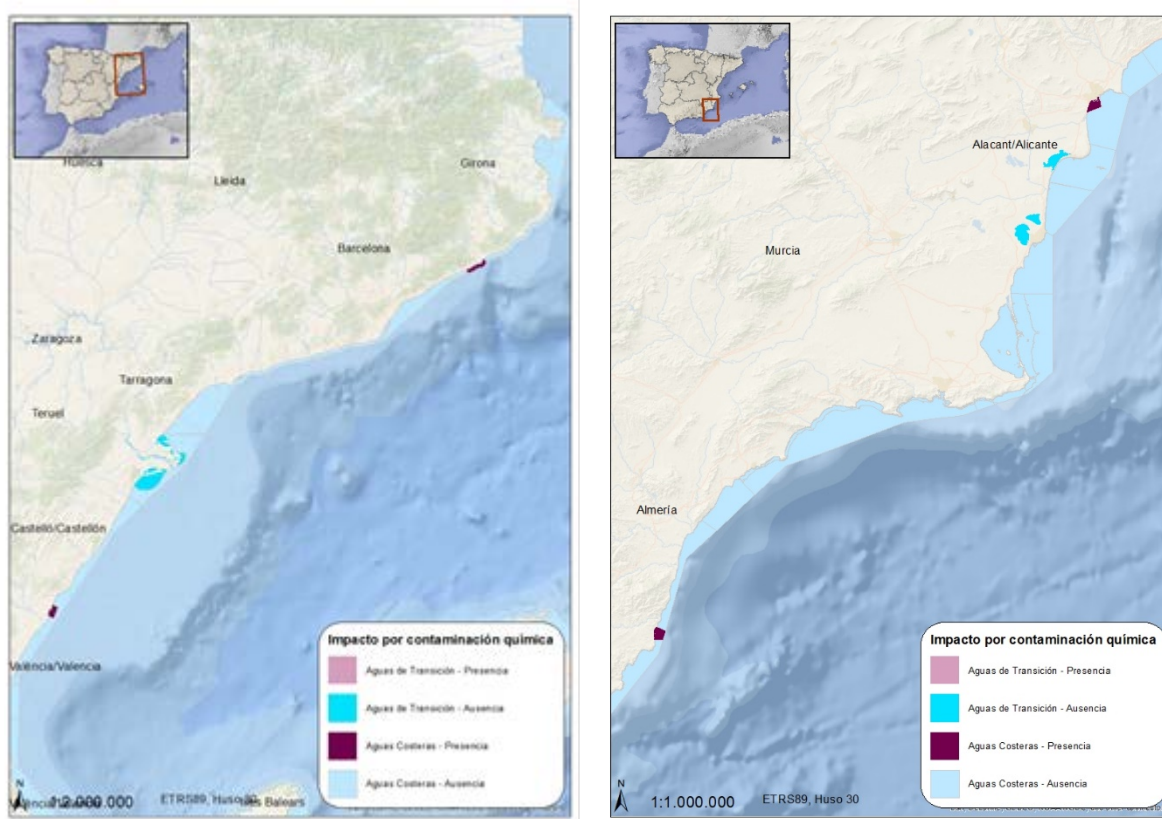 Huesca
Girona
Lleida
Barcelona
Zaragoza
Tarragona
Teruel
Castelló/Castellón
València/Valencia
Impacto por contaminación química
Aguas de Transición - Presencia
Aguas de Transición - Ausencia
Aguas Costeras - Presencia
Aguas Costeras - Ausencia
N
1:2.000.000
ETRS89, Huso 30
Illes Balears
Alacant/Alicante
Murcia
Almería
Impacto por contaminación química
Aguas de Transición - Presencia
Aguas de Transición - Ausencia
Aguas Costeras - Presencia
Aguas Costeras - Ausencia
N
1:1.000.000
ETRS89, Huso 30